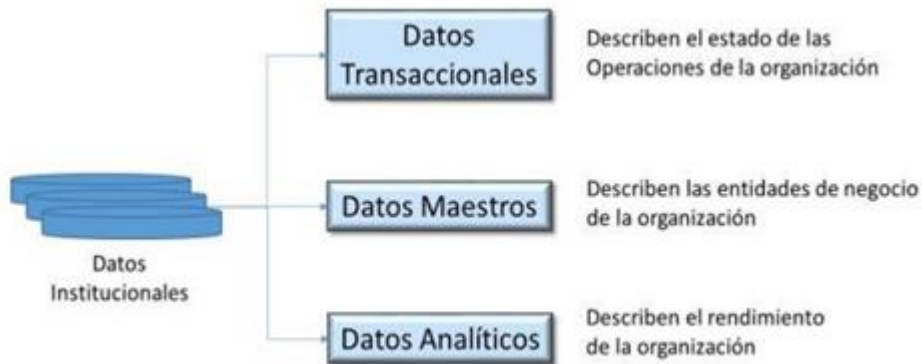 Datos
Transaccionales
Describen el estado de las
Operaciones de la organización
Datos Maestros
Describen las entidades de negocio
de la organización
Datos
Institucionales
Datos Analíticos
Describen el rendimiento
de la organización